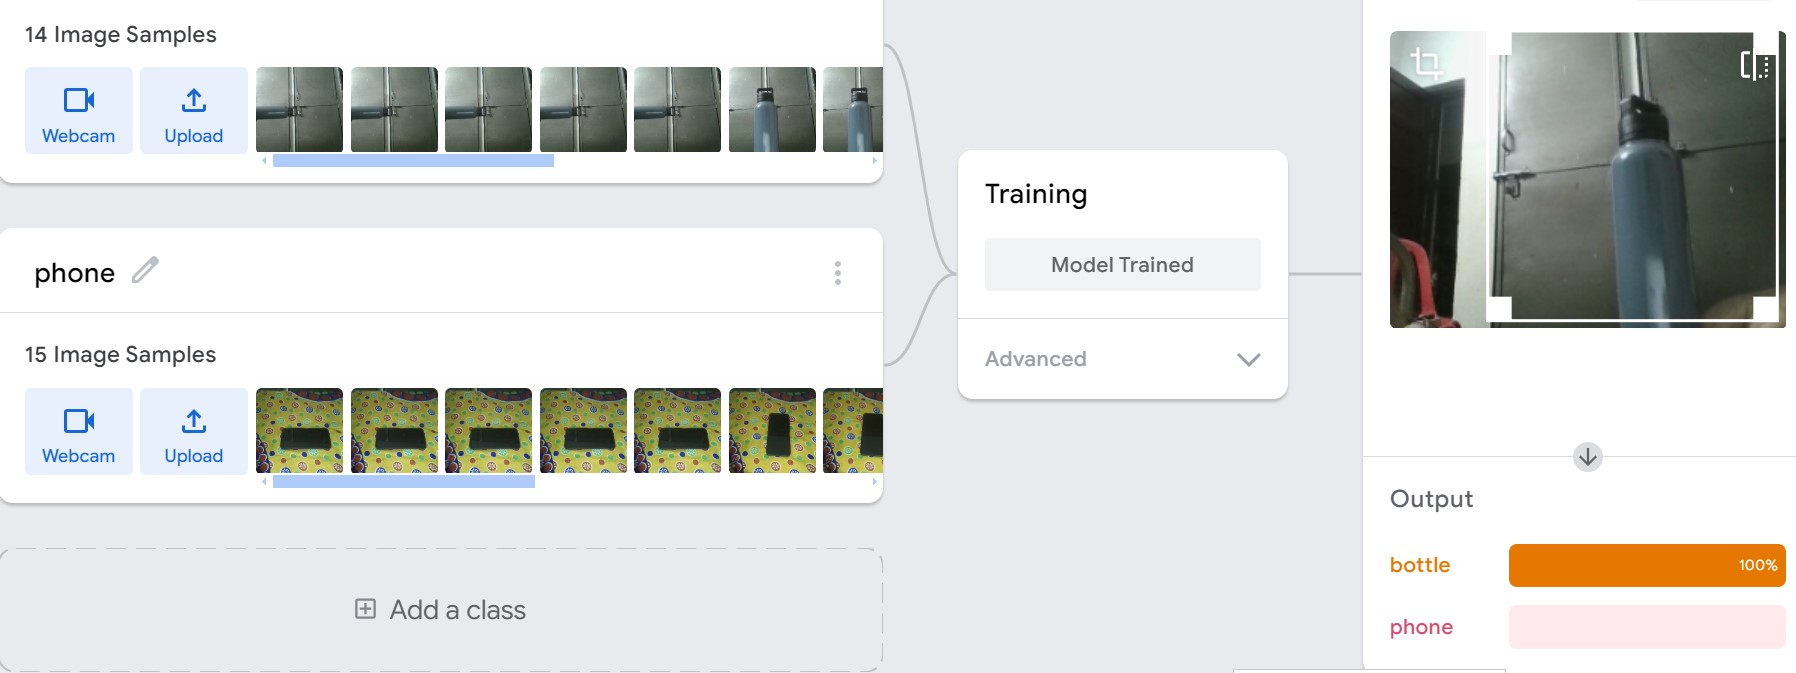 14 Image Samples
Webcam
Upload
phone
15 Image Samples
Webcam
Upload
Add a class
Training
Model Trained
Advanced
Output
bottle
100%
phone